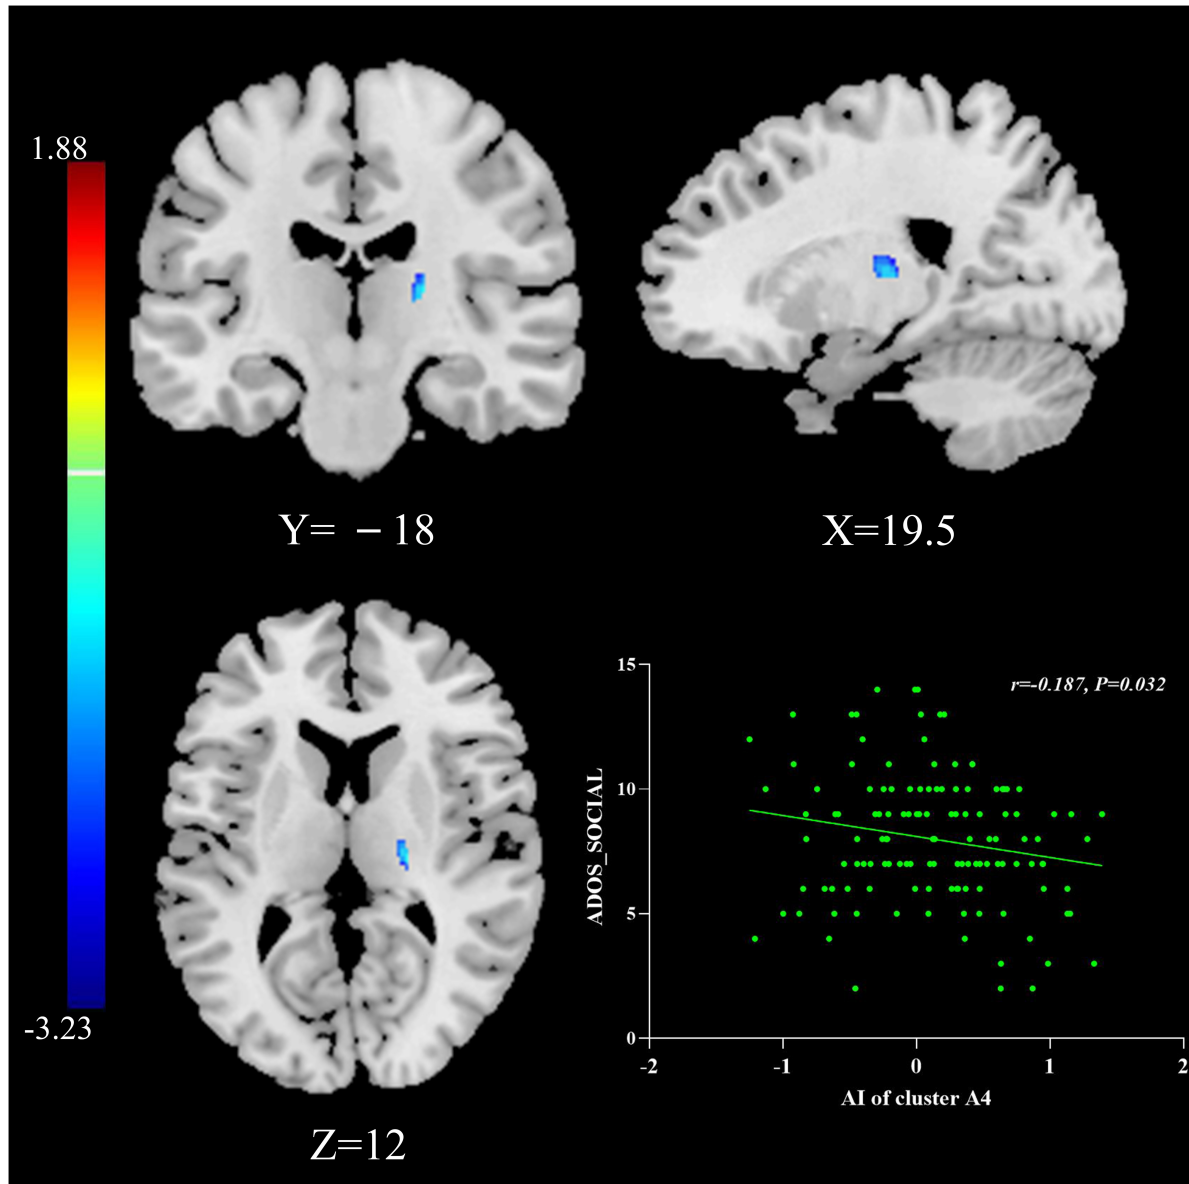 1.88
-3.23
Y= – 18
X=19.5
Z=12
r=-0.187, P=0.032
15
10
5
0
ADOS_SOCIAL
-2 -1 0 1 2
AI of cluster A4